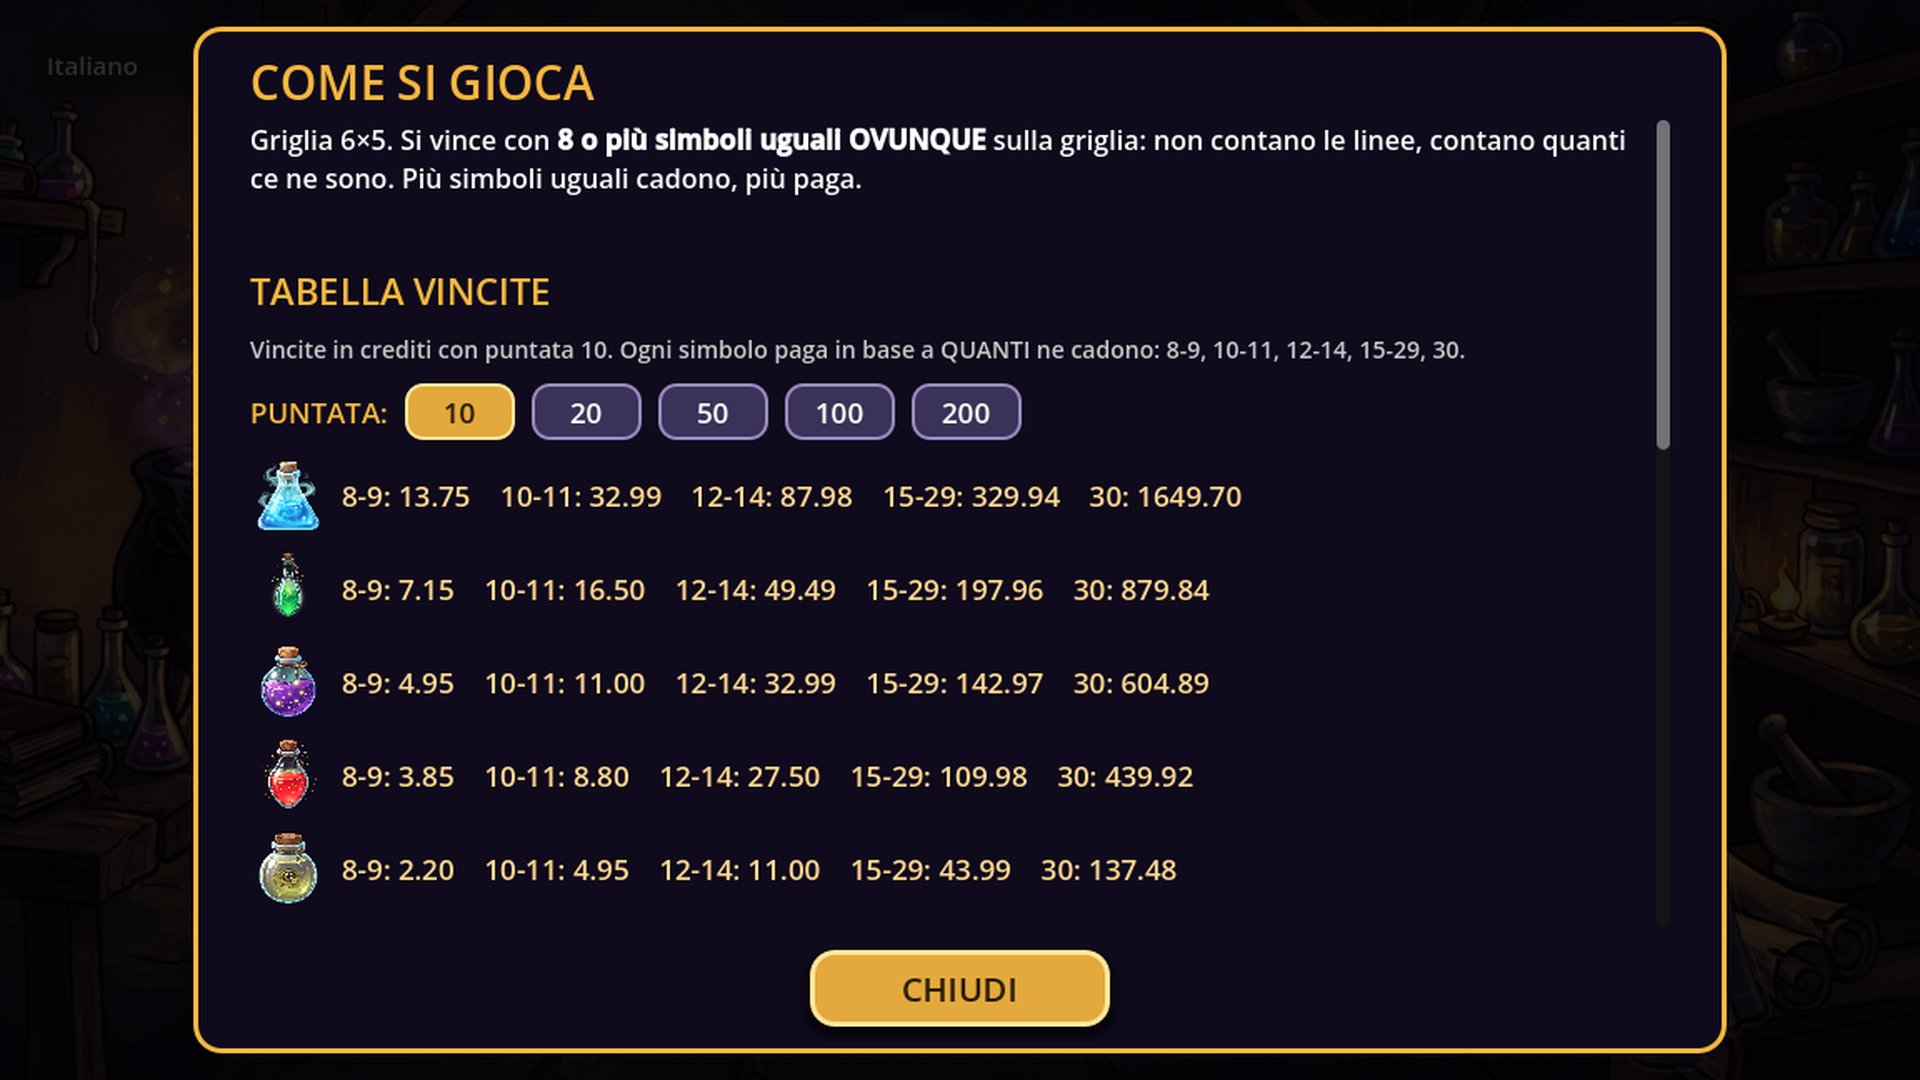 Italiano
COME SI GIOCA
Griglia 6×5. Si vince con 8 o più simboli uguali OVUNQUE sulla griglia: non contano le linee, contano quanti
ce ne sono. Più simboli uguali cadono, più paga.
TABELLA VINCITE
Vincite in crediti con puntata 10. Ogni simbolo paga in base a QUANTI ne cadono: 8-9, 10-11, 12-14, 15-29, 30.
PUNTATA: 10 20 50 100 200
8-9: 13.75 10-11: 32.99 12-14: 87.98 15-29: 329.94 30: 1649.70
8-9: 7.15 10-11: 16.50 12-14: 49.49 15-29: 197.96 30: 879.84
8-9: 4.95 10-11: 11.00 12-14: 32.99 15-29: 142.97 30: 604.89
8-9: 3.85 10-11: 8.80 12-14: 27.50 15-29: 109.98 30: 439.92
8-9: 2.20 10-11: 4.95 12-14: 11.00 15-29: 43.99 30: 137.48
CHIUDI